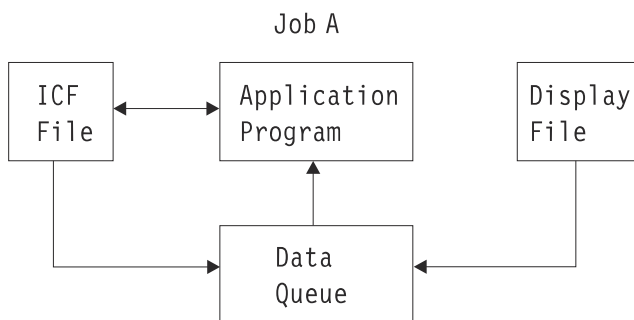 Job A
ICF
File
Application
Program
Display
File
Data
Queue